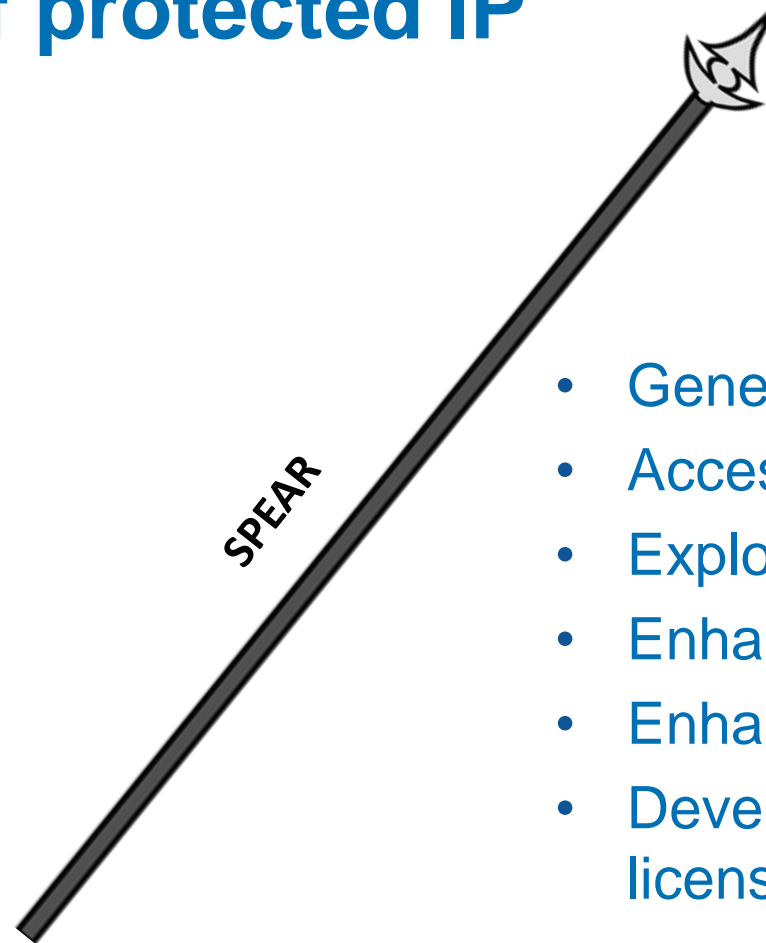 protected IP
SPEAR
• Gene
• Acces
• Explo
• Enha
• Enha
• Deve
licens